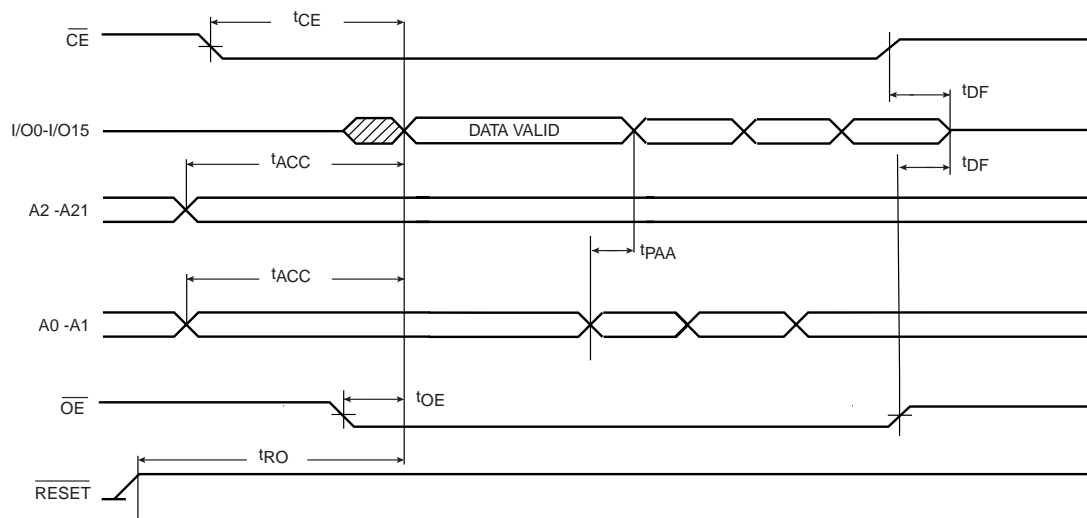 tCE
CE
tDF
I/O0-I/O15
DATA VALID
tACC
tDF
A2 -A21
tPAA
tACC
A0 -A1
tOE
OE
tRO
RESET